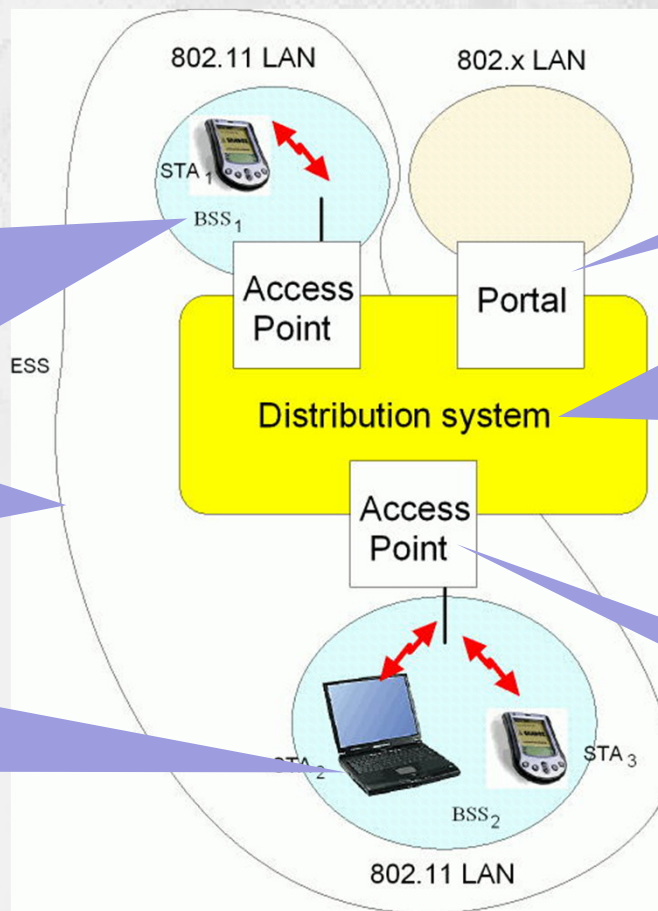 802.11 LAN
802.x LAN
STA 1
BSS 1
Access
Point
Portal
ESS
Distribution system
Access
Point
STA 2
STA 3
BSS 2
802.11 LAN